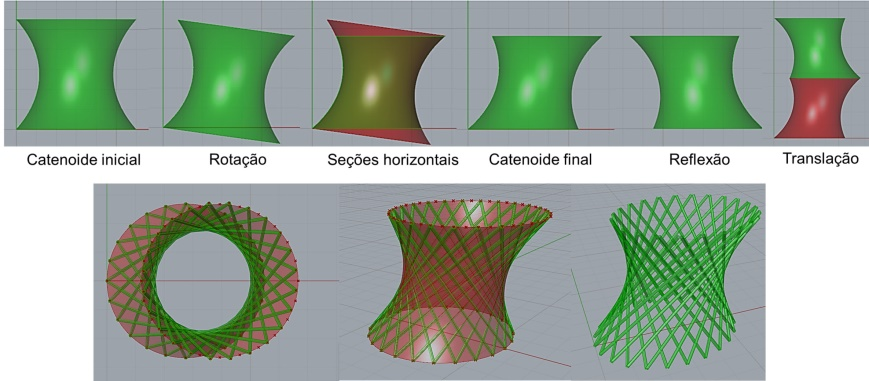 Catenoide inicial
Rotação
Seções horizontais
Catenoide final
Reflexão
Translação